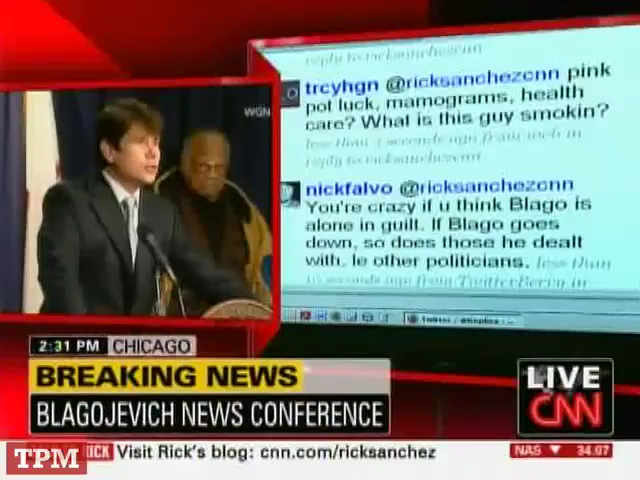 reply to ricksanchezcnn
trcyhgn @ricksanchezcnn pink
pot luck, mamograms, health
care? What is this guy smokin?
less than 5 seconds ago from web in
reply to ricksanchezcnn
nickfalvo @ricksanchezcnn
You're crazy if u think Blago is
alone in guilt. If Blago goes
down, so does those he dealt
with. Ie other politicians. less than
10 seconds ago from TwitterBerry in
WGN
2:31 PM CHICAGO
BREAKING NEWS
BLAGOJEVICH NEWS CONFERENCE
LIVE
CNN
TPM
RICK Visit Rick's blog: cnn.com/ricksanchez
NAS ▼ 34.07